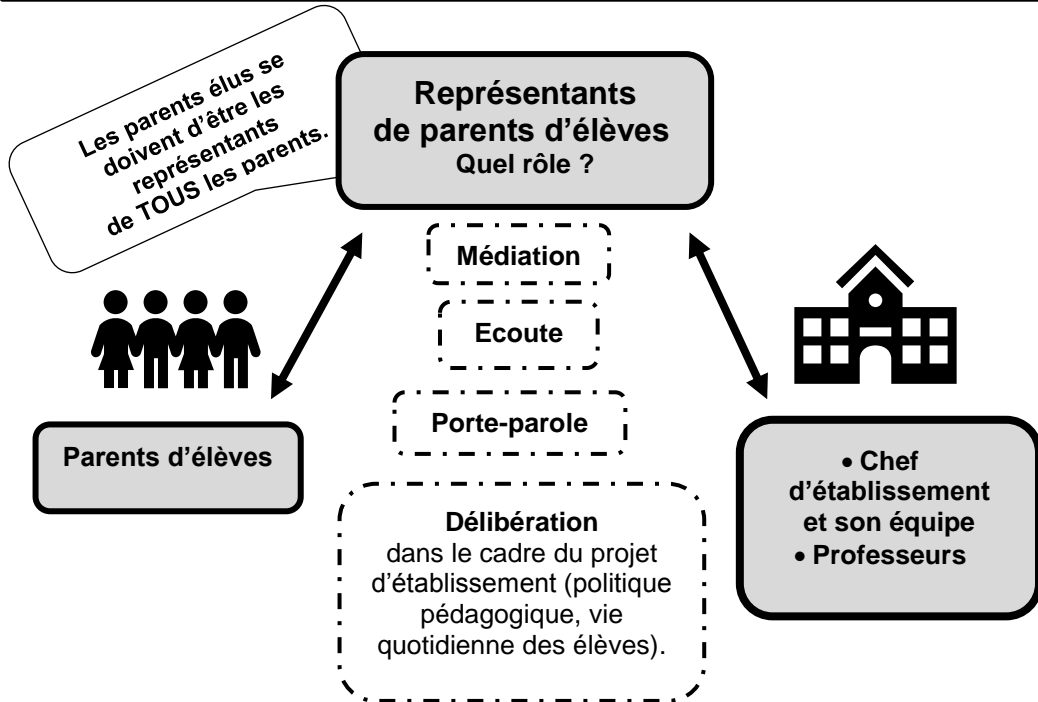 Les parents élus se
doivent d'être les
représentants
de TOUS les parents.
Représentants
de parents d'élèves
Quel rôle ?
Médiation
Ecoute
Porte-parole
Parents d'élèves
Délibération
dans le cadre du projet
d'établissement (politique
pédagogique, vie
quotidienne des élèves).
• Chef
d'établissement
et son équipe
• Professeurs